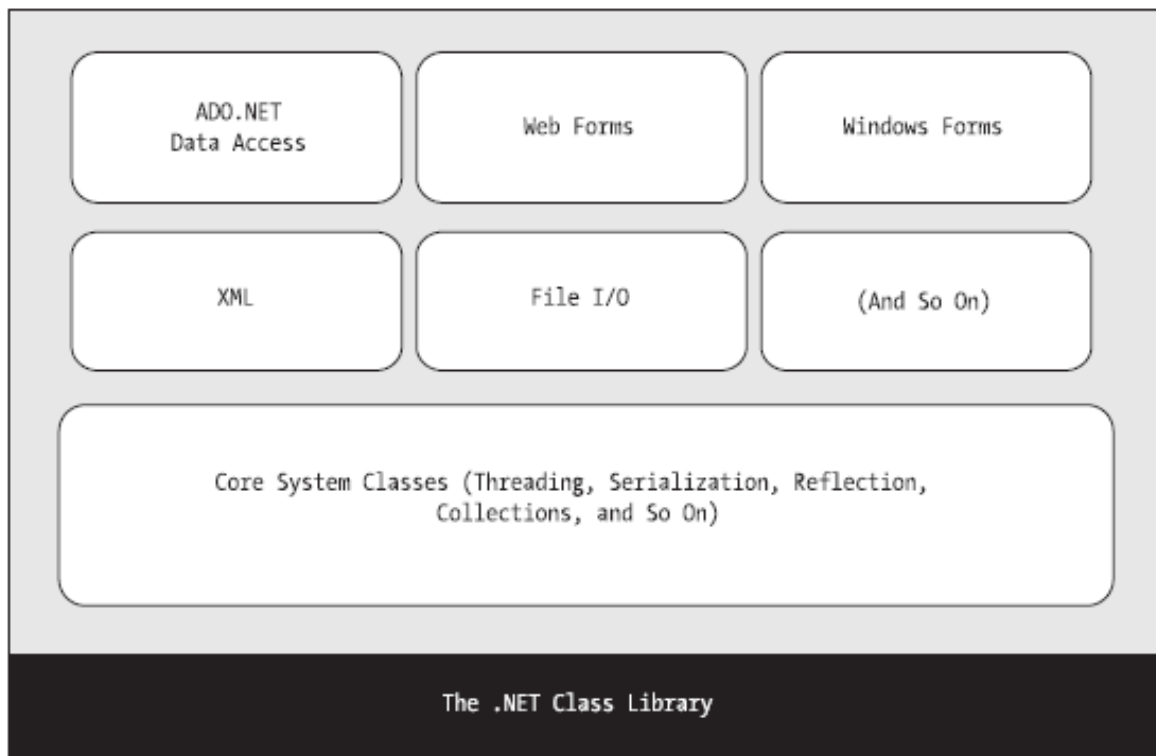 ADO.NET
Data Access
Web Forms
Windows Forms
XML
File I/O
(And So On)
Core System Classes (Threading, Serialization, Reflection,
Collections, and So On)
The .NET Class Library